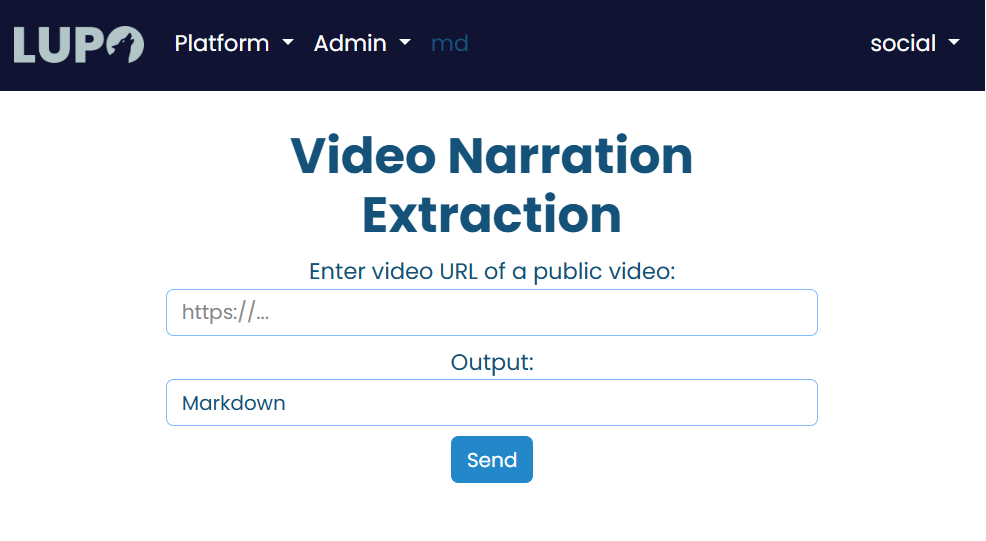 LUPO Platform Admin md social
Video Narration
Extraction
Enter video URL of a public video:
https://...
Output:
Markdown
Send